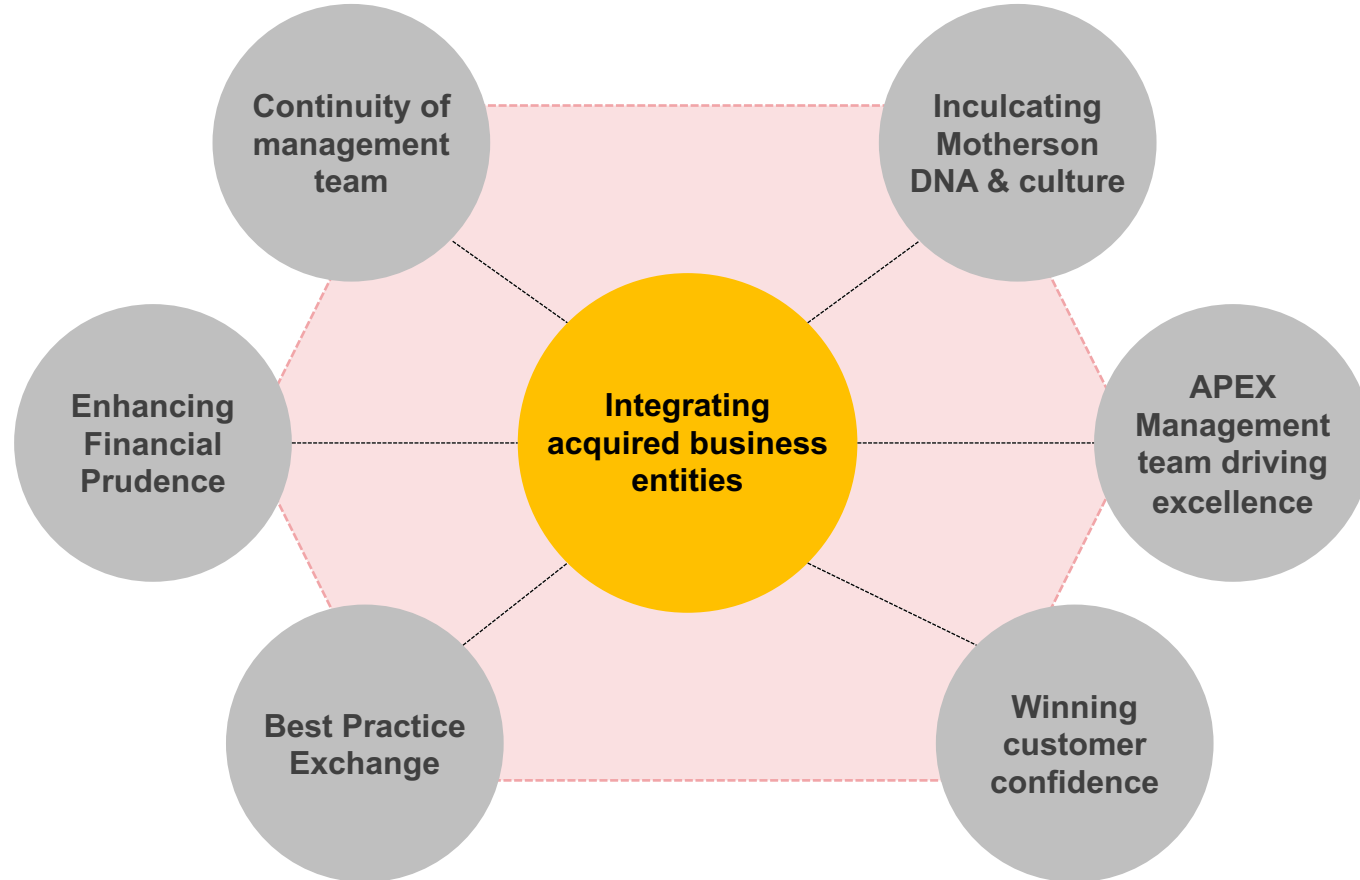 Continuity of
management
team
Inculcating
Motherson
DNA & culture
Enhancing
Financial
Prudence
Integrating
acquired business
entities
APEX
Management
team driving
excellence
Best Practice
Exchange
Winning
customer
confidence